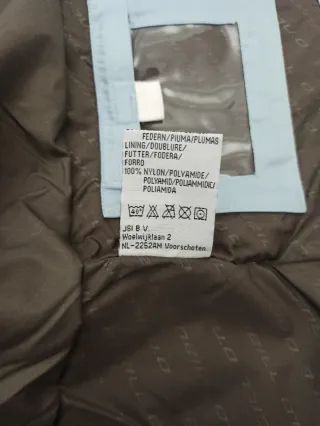 FEDERN/PIUMA/PLUMAS
LINING/DOUBLURE/
FUTTER/FODERA/
FORRO
100% NYLON/POLYAMIDE/
POLYAMID/POLIAMMIDE/
POLIAMIDA
40°
JSI B.V.
Woelwijklaan 2
NL-2252AM Voorschoten